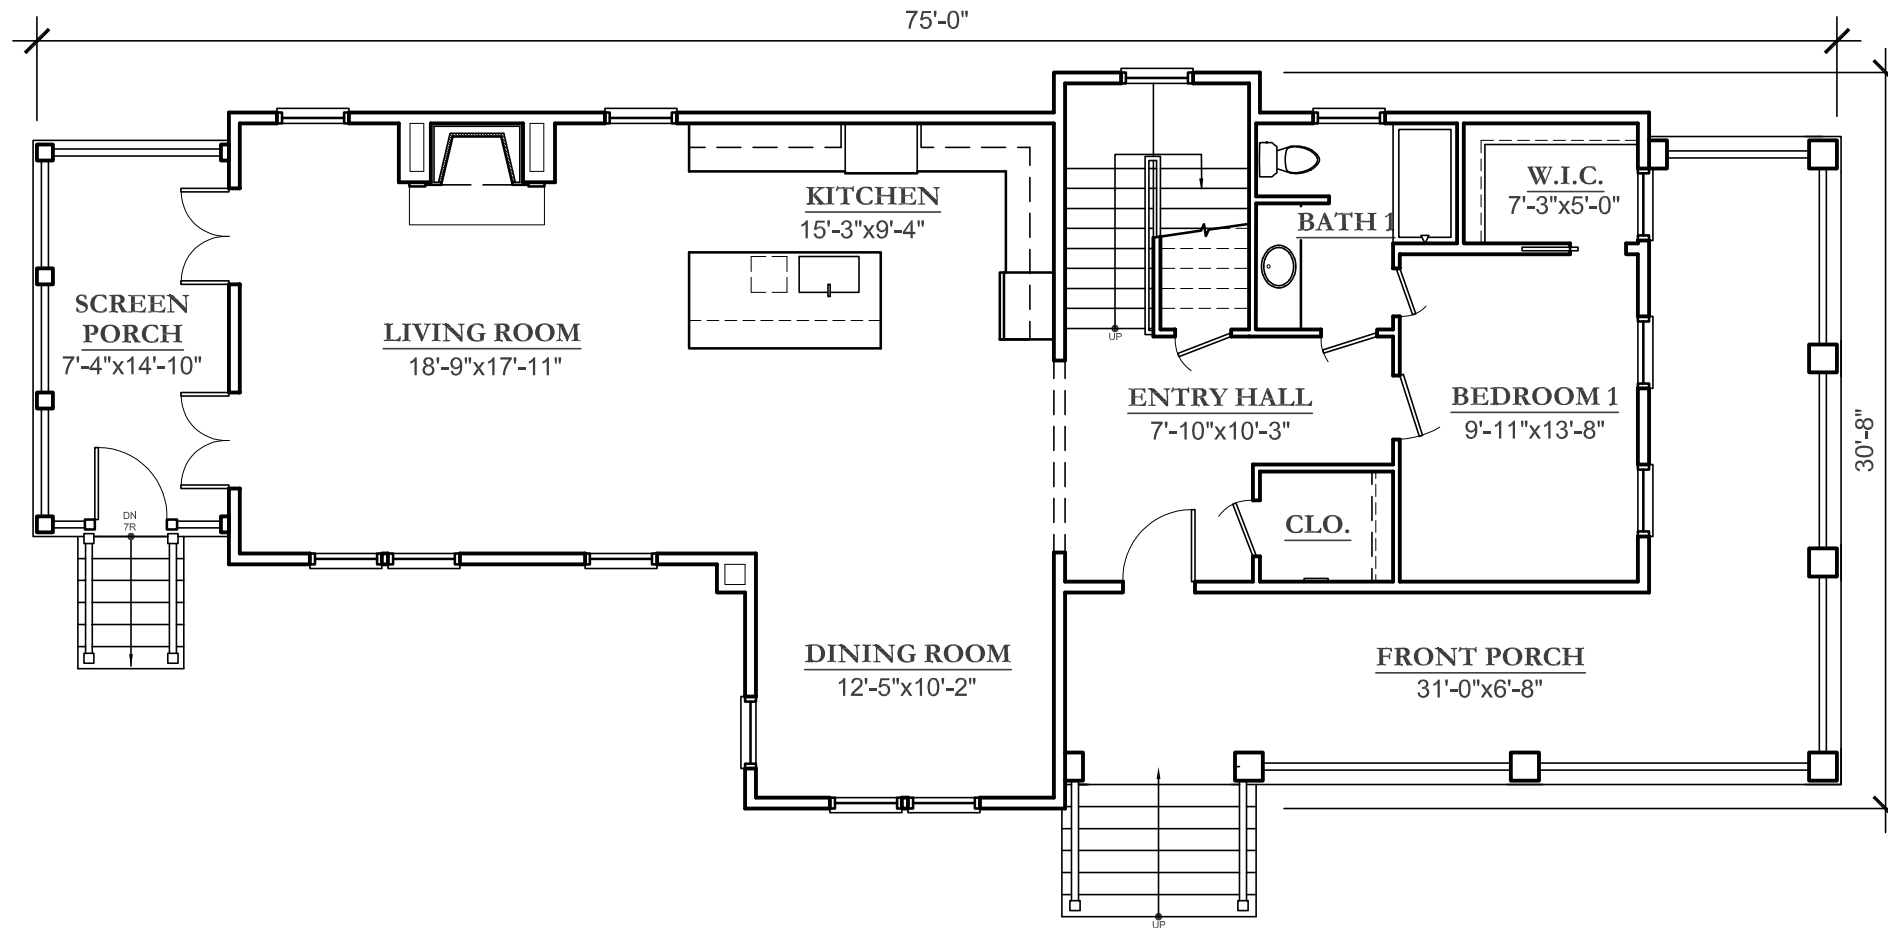 75'-0"
KITCHEN
15'-3"x9'-4"
W.I.C.
7'-3"x5'-0"
BATH 1
SCREEN
PORCH
7'-4"x14'-10"
LIVING ROOM
18'-9"x17'-11"
UP
ENTRY HALL
7'-10"x10'-3"
BEDROOM 1
9'-11"x13'-8"
30'-8"
DN
7R
CLO.
DINING ROOM
12'-5"x10'-2"
FRONT PORCH
31'-0"x6'-8"
UP